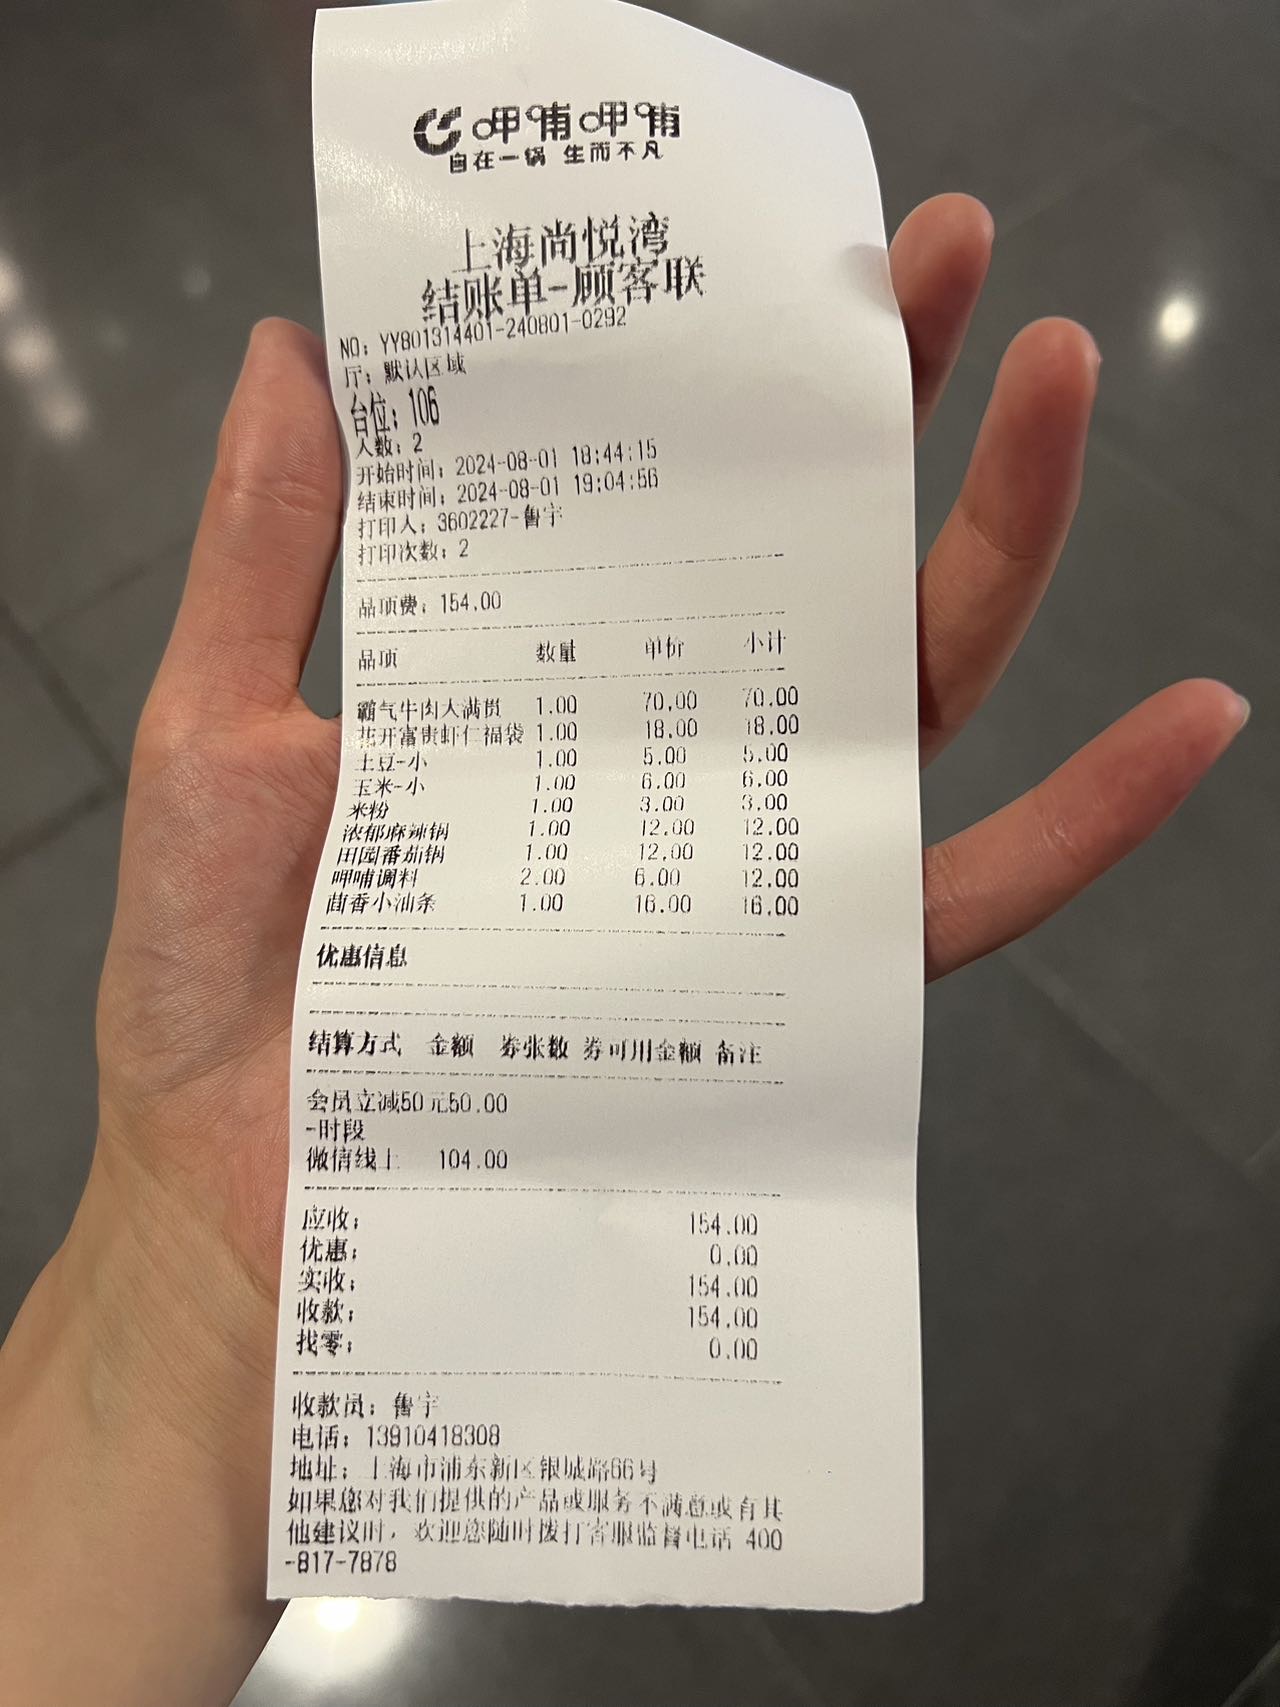 呷哺呷哺
自在一锅 生而不凡
上海尚悦湾
结账单-顾客联
NO: YY801314401-240801-0292
厅: 默认区域
台位: 106
人数: 2
开始时间: 2024-08-01 18:44:15
结束时间: 2024-08-01 19:04:56
打印人: 3602227-鲁宇
打印次数: 2
品项费: 154.00
品项 数量 单价 小计
霸气牛肉大满贯 1.00 70.00 70.00
花开富贵虾仁福袋 1.00 18.00 18.00
土豆-小 1.00 5.00 5.00
玉米-小 1.00 6.00 6.00
米粉 1.00 3.00 3.00
浓郁麻辣锅 1.00 12.00 12.00
田园番茄锅 1.00 12.00 12.00
呷哺调料 2.00 6.00 12.00
茴香小油条 1.00 16.00 16.00
优惠信息
结算方式 金额 券张数 券可用金额 备注
会员立减50元50.00
-时段
微信线上 104.00
应收: 154.00
优惠: 0.00
实收: 154.00
收款: 154.00
找零: 0.00
收款员: 鲁宇
电话: 13910418308
地址: 上海市浦东新区银城路66号
如果您对我们提供的产品或服务不满意或有其
他建议时, 欢迎您随时拨打客服监督电话 400
-817-7878